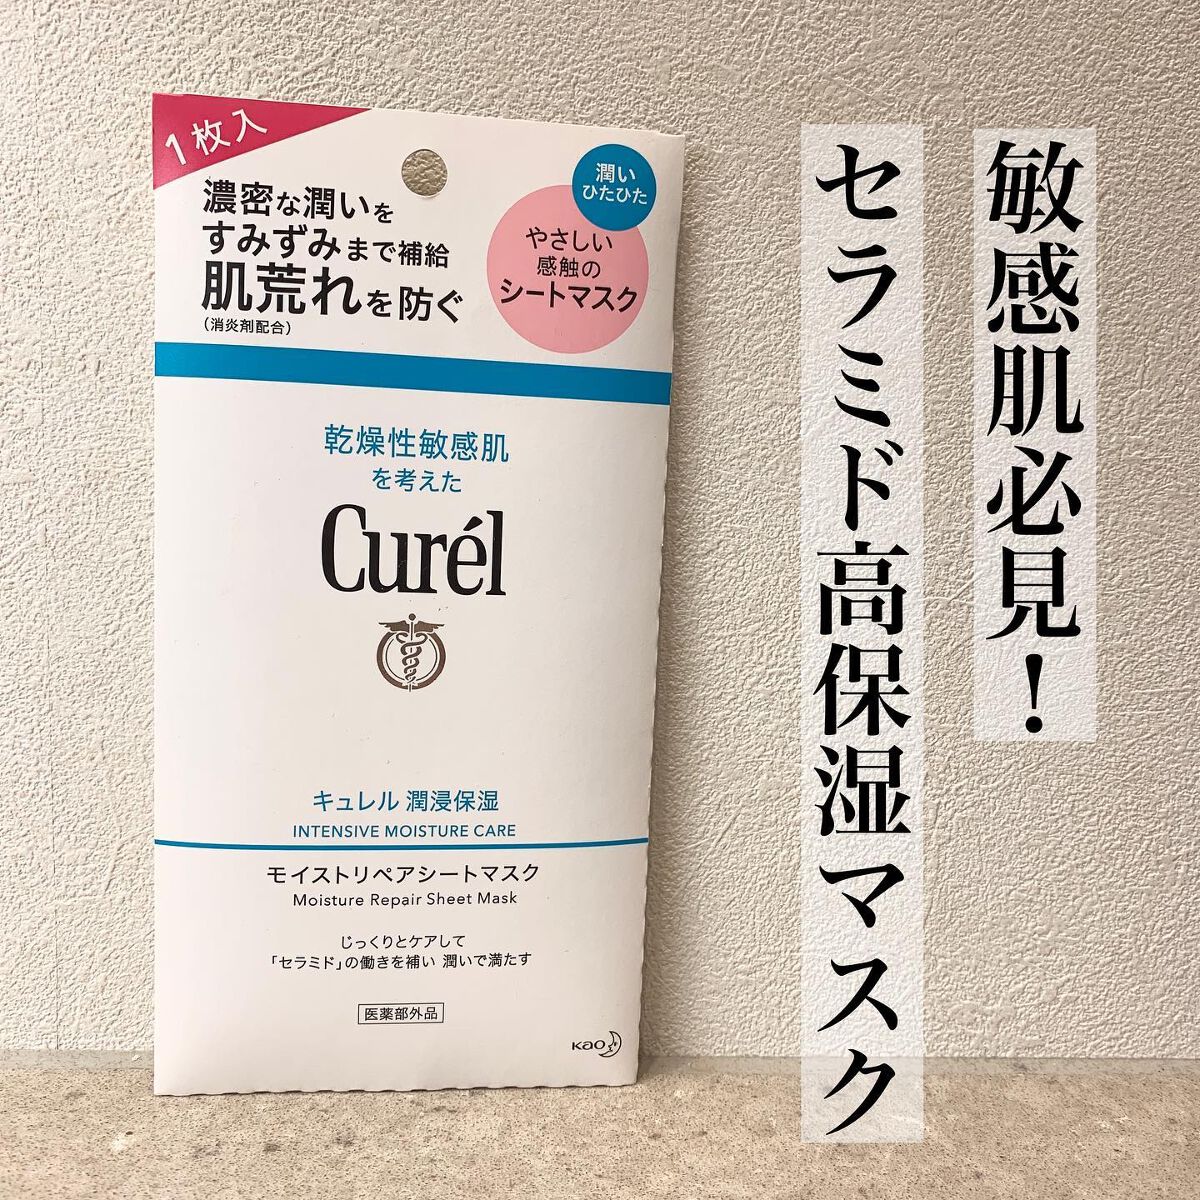 敏感肌必見！
セラミド高保湿マスク
1枚入
濃密な潤いを
すみずみまで補給
肌荒れを防ぐ
(消炎剤配合)
潤い
ひたひた
やさしい
感触の
シートマスク
乾燥性敏感肌
を考えた
Curél
キュレル 潤浸保湿
INTENSIVE MOISTURE CARE
モイストリペアシートマスク
Moisture Repair Sheet Mask
じっくりとケアして
「セラミド」の働きを補い 潤いで満たす
医薬部外品
Kao